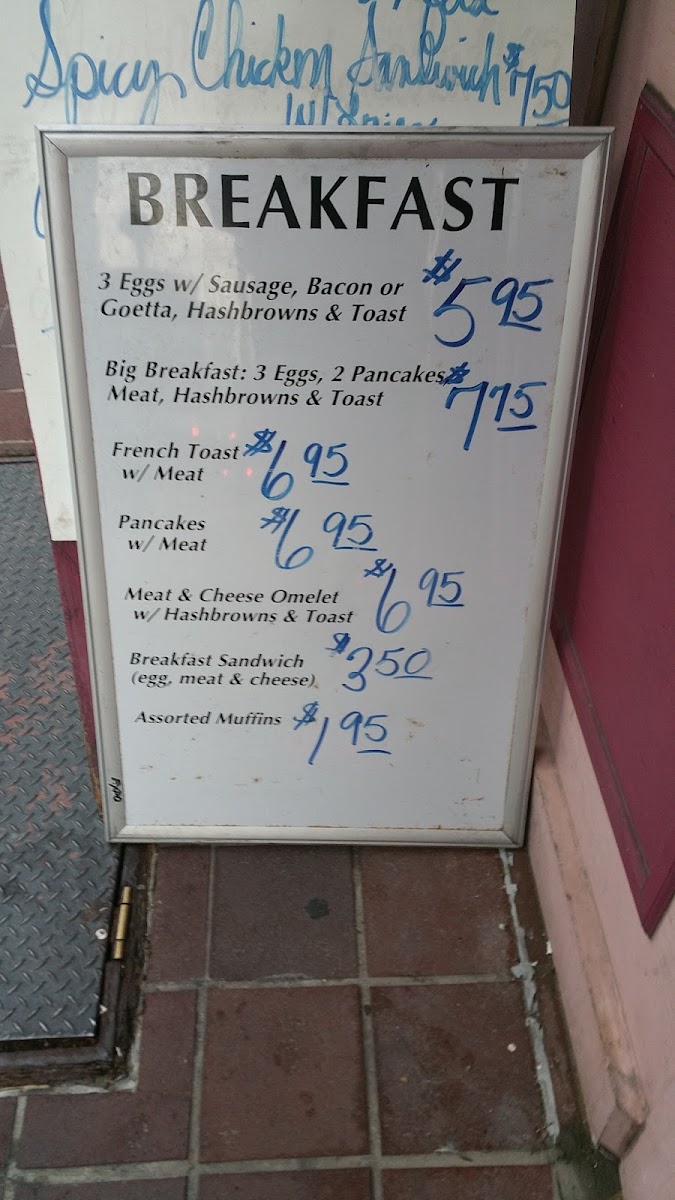 Spicy Chicken Sandwich $7.50
BREAKFAST
3 Eggs w/ Sausage, Bacon or $5.95
Goetta, Hashbrowns & Toast
Big Breakfast: 3 Eggs, 2 Pancakes, $7.75
Meat, Hashbrowns & Toast
French Toast $6.95
w/ Meat
Pancakes $6.95
w/ Meat
Meat & Cheese Omelet $6.95
w/ Hashbrowns & Toast
Breakfast Sandwich $3.50
(egg, meat & cheese)
Assorted Muffins $1.95